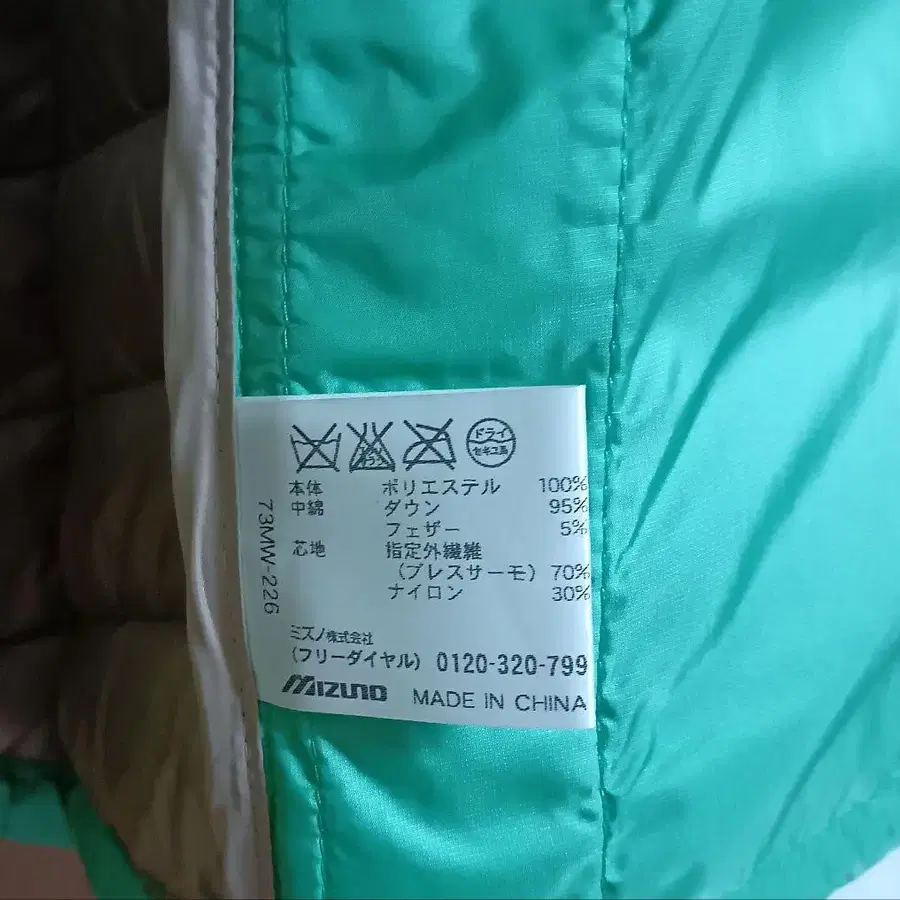 ドライ
セキユ系
本体 ポリエステル 100%
中綿 ダウン 95%
フェザー 5%
芯地 指定外繊維
(ブレスサーモ) 70%
ナイロン 30%
73MW-226
ミズノ株式会社
(フリーダイヤル) 0120-320-799
MIZUNO MADE IN CHINA